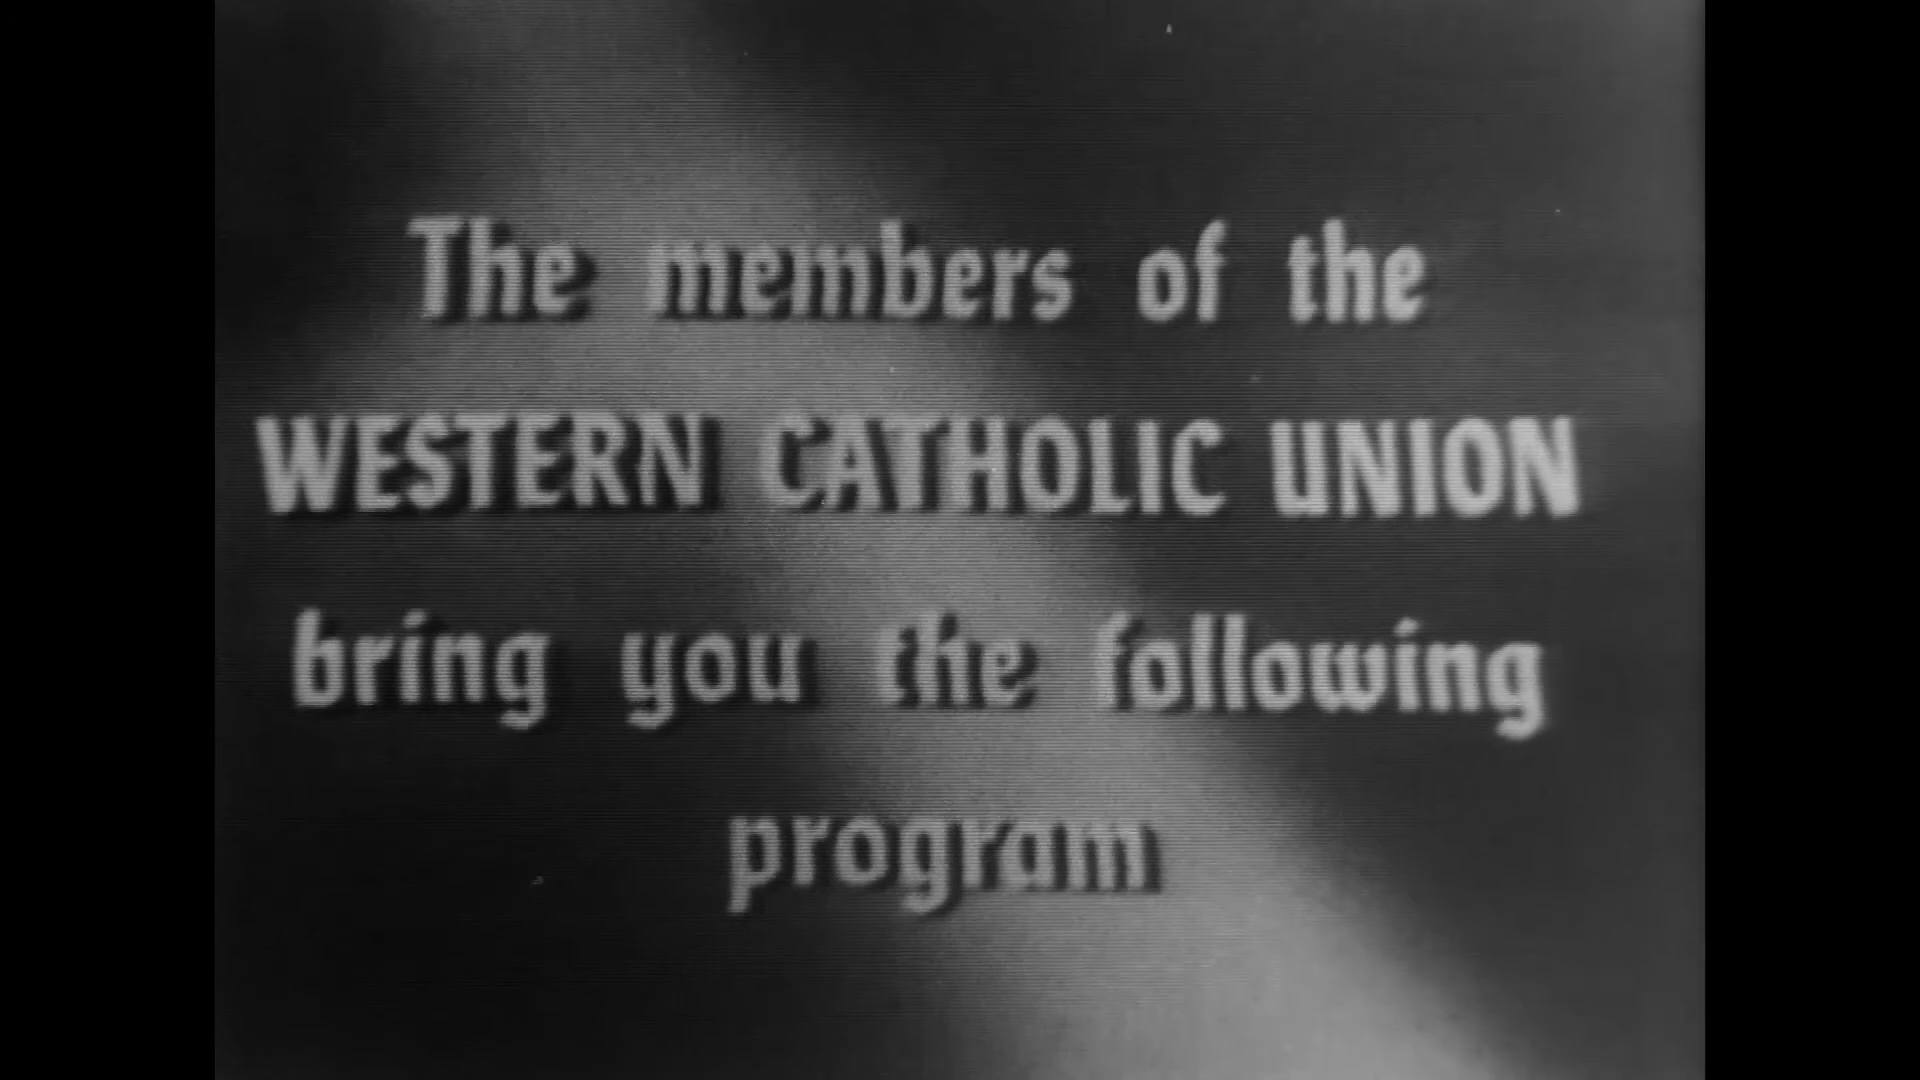 The members of the
WESTERN CATHOLIC UNION
bring you the following
program